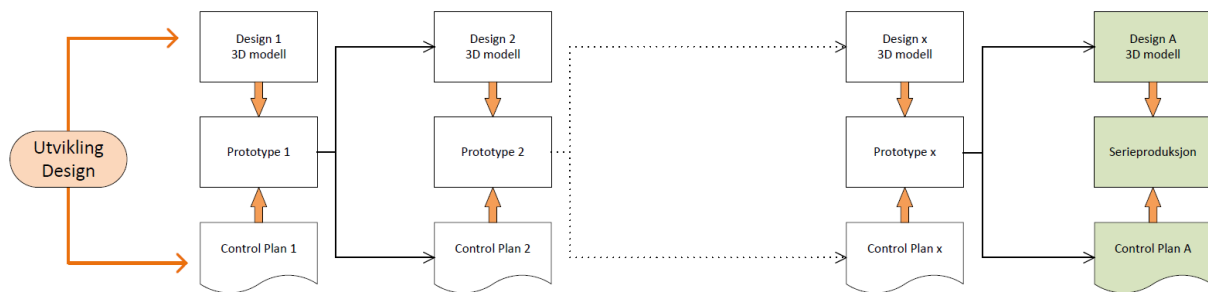 Utvikling
Design
Design 1
3D modell
Prototype 1
Control Plan 1
Design 2
3D modell
Prototype 2
Control Plan 2
Design x
3D modell
Prototype x
Control Plan x
Design A
3D modell
Serieproduksjon
Control Plan A